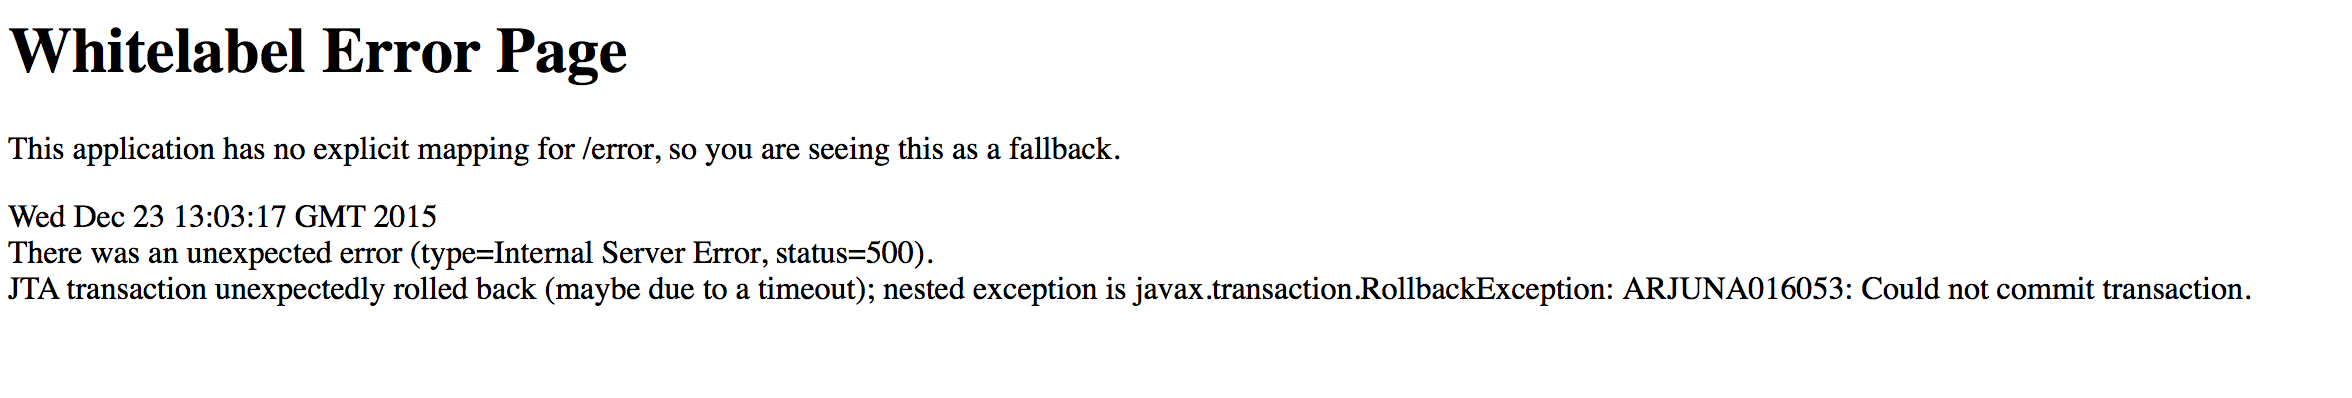 Whitelabel Error Page
This application has no explicit mapping for /error, so you are seeing this as a fallback.
Wed Dec 23 13:03:17 GMT 2015
There was an unexpected error (type=Internal Server Error, status=500).
JTA transaction unexpectedly rolled back (maybe due to a timeout); nested exception is javax.transaction.RollbackException: ARJUNA016053: Could not commit transaction.